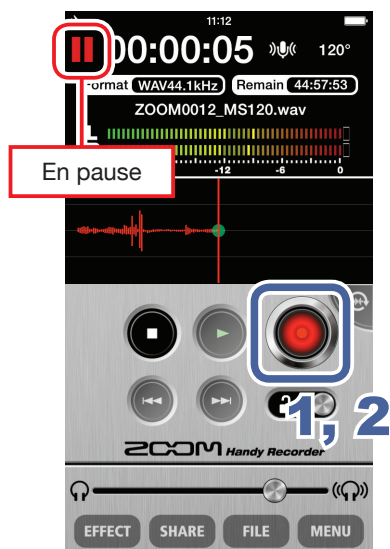 11:12
00:00:05 120°
Format WAV44.1kHz Remain 44:57:53
ZOOM0012_MS120.wav
L
En pause
-12 -6 0
1, 2
ZOOM Handy Recorder
EFFECT SHARE FILE MENU